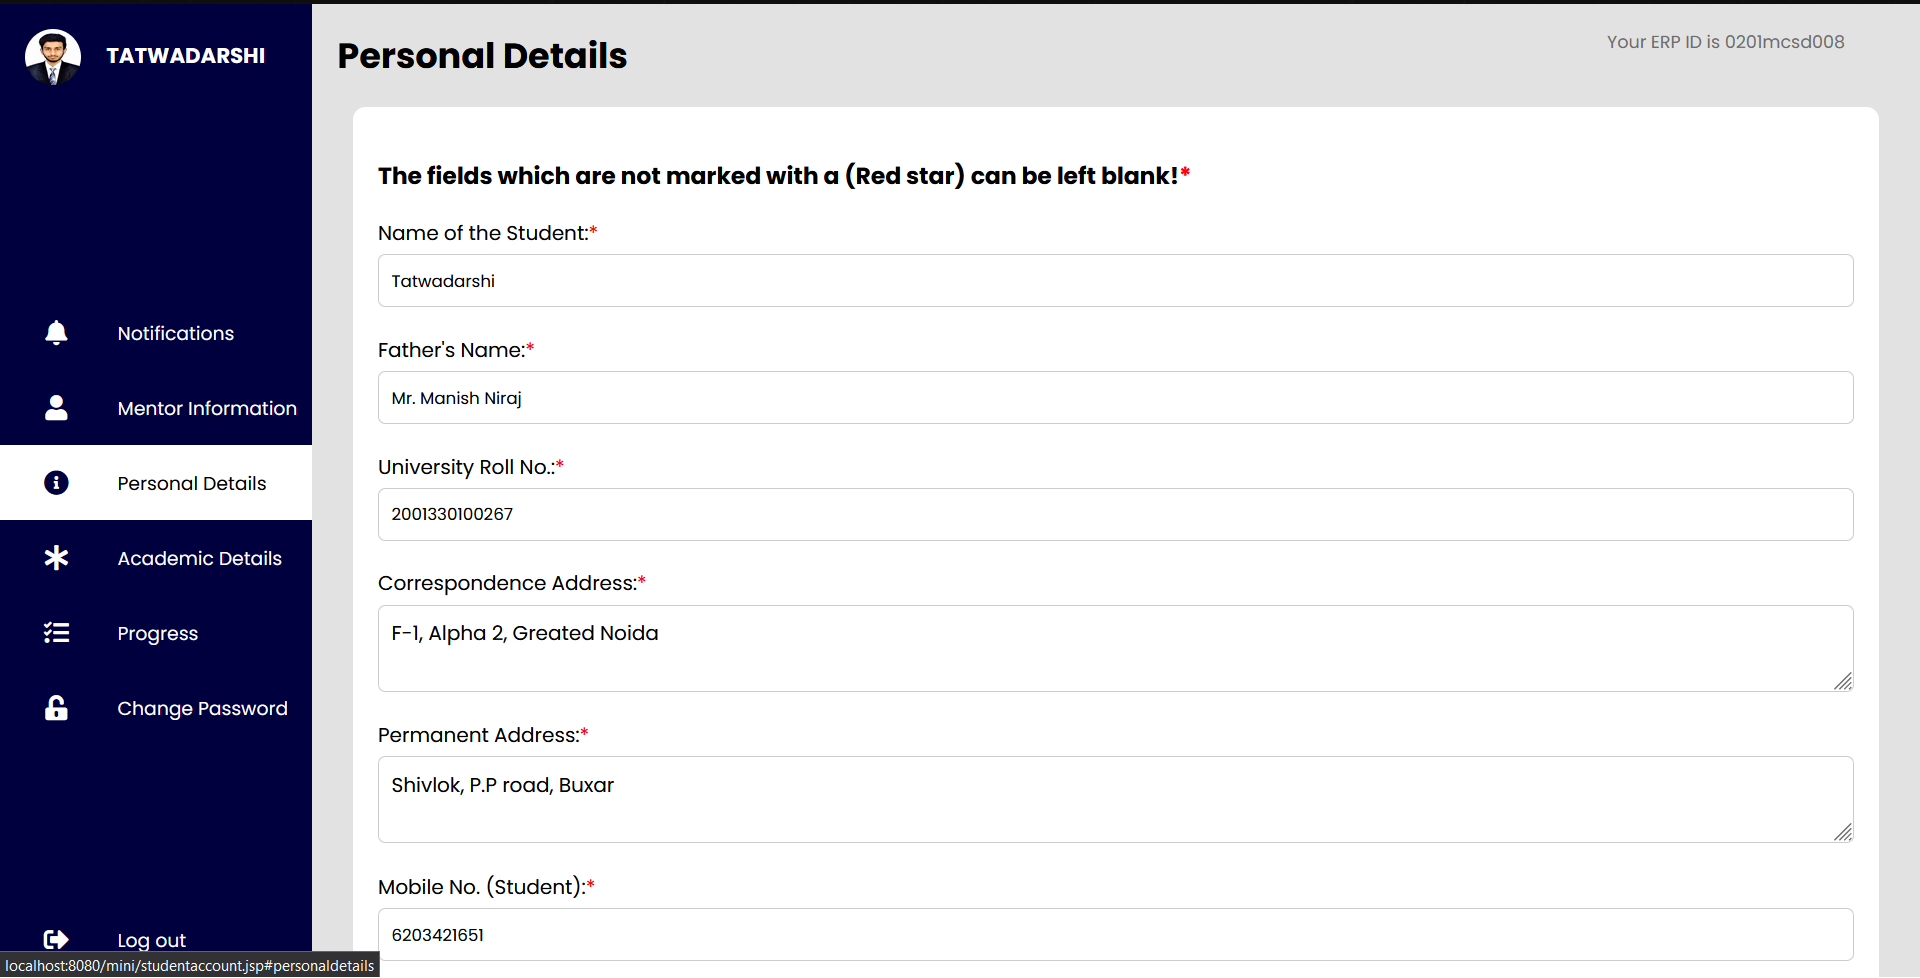 TATWADARSHI
Notifications
Mentor Information
Personal Details
Academic Details
Progress
Change Password
Log out
Personal Details
Your ERP ID is 0201mcsd008
The fields which are not marked with a (Red star) can be left blank!*
Name of the Student:*
Tatwadarshi
Father's Name:*
Mr. Manish Niraj
University Roll No.:*
2001330100267
Correspondence Address:*
F-1, Alpha 2, Greated Noida
Permanent Address:*
Shivlok, P.P road, Buxar
Mobile No. (Student):*
6203421651
localhost:8080/mini/studentaccount.jsp#personaldetails